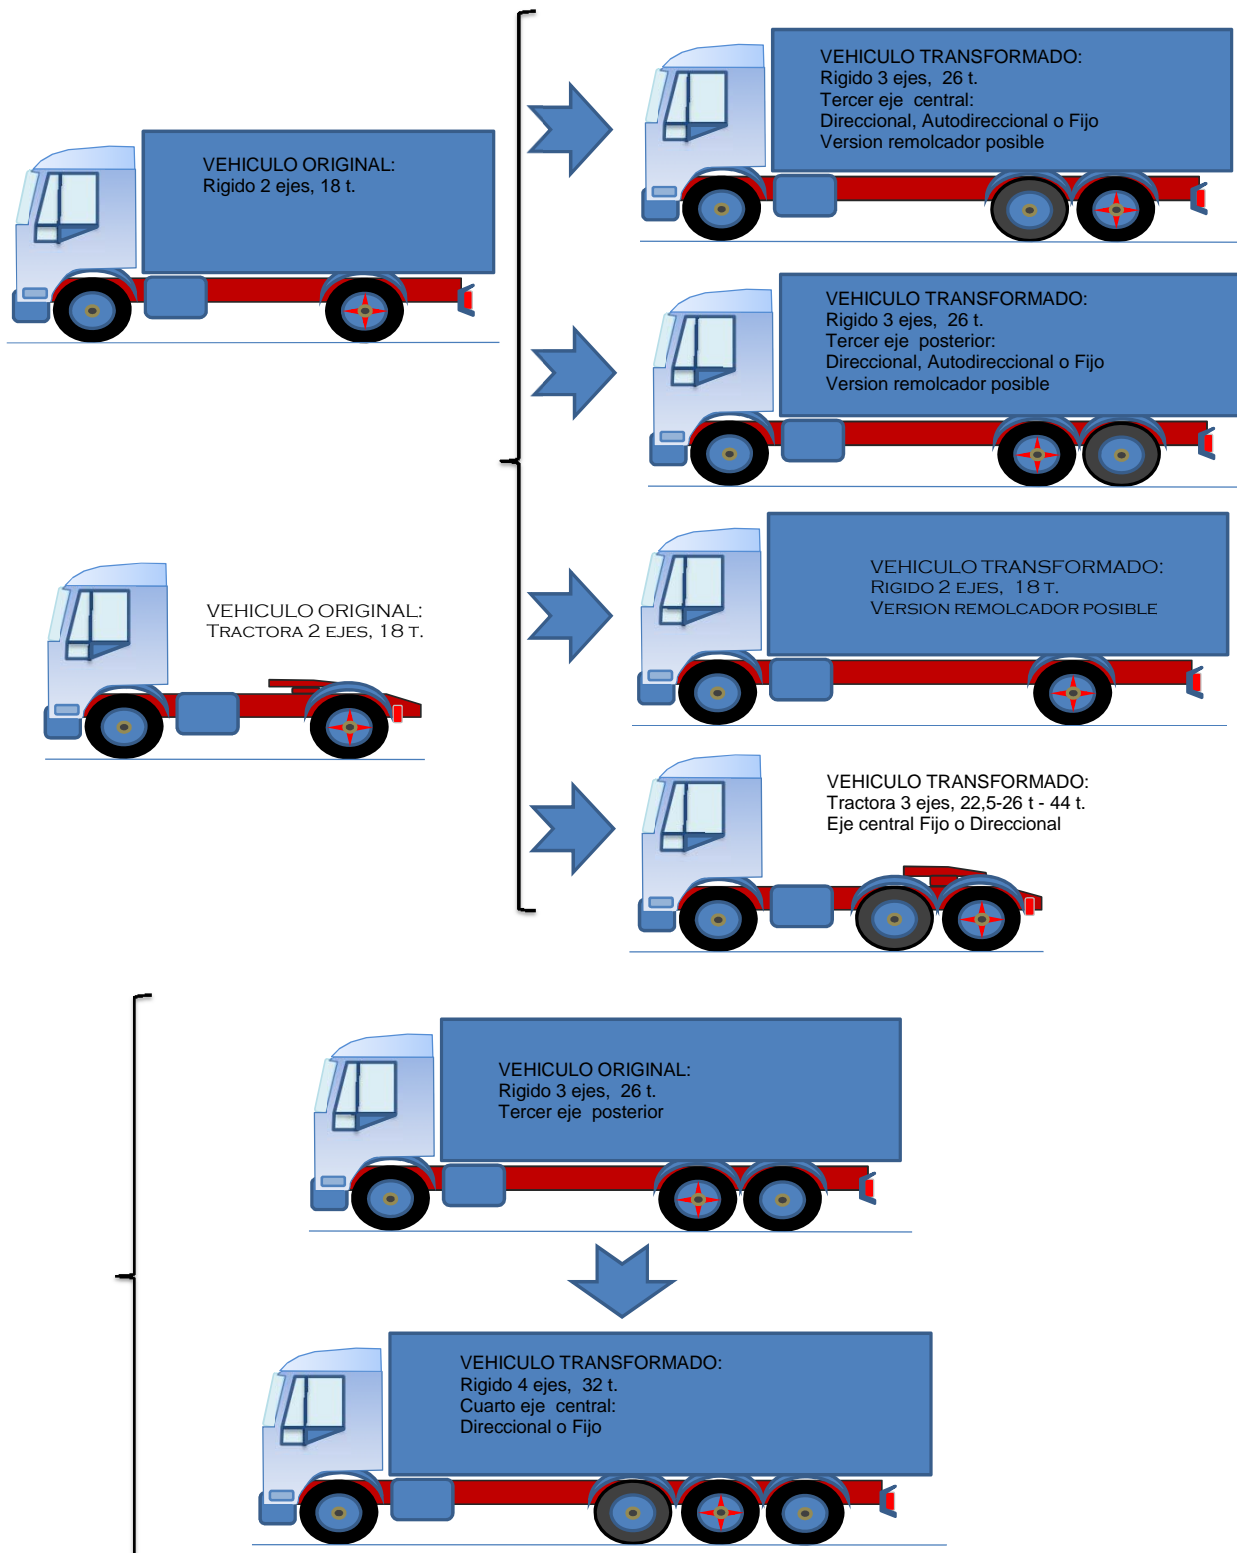 VEHICULO ORIGINAL:
Rigido 2 ejes, 18 t.
VEHICULO ORIGINAL:
TRACTORA 2 EJES, 18 T.
VEHICULO TRANSFORMADO:
Rigido 3 ejes, 26 t.
Tercer eje central:
Direccional, Autodireccional o Fijo
Version remolcador posible
VEHICULO TRANSFORMADO:
Rigido 3 ejes, 26 t.
Tercer eje posterior:
Direccional, Autodireccional o Fijo
Version remolcador posible
VEHICULO TRANSFORMADO:
RIGIDO 2 EJES, 18 T.
VERSION REMOLCADOR POSIBLE
VEHICULO TRANSFORMADO:
Tractora 3 ejes, 22,5-26 t - 44 t.
Eje central Fijo o Direccional
VEHICULO ORIGINAL:
Rigido 3 ejes, 26 t.
Tercer eje posterior
VEHICULO TRANSFORMADO:
Rigido 4 ejes, 32 t.
Cuarto eje central:
Direccional o Fijo